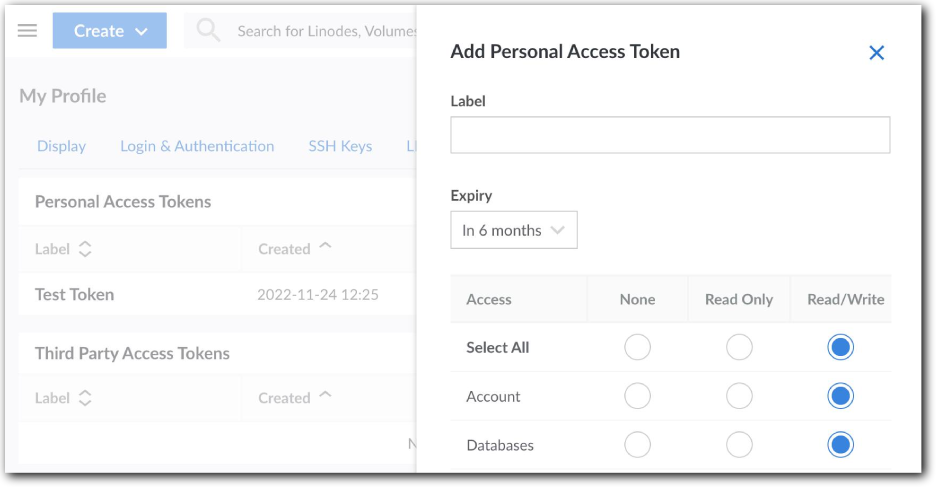 Create
Search for Linodes, Volumes
Add Personal Access Token
Label
Expiry
In 6 months
Access None Read Only Read/Write
Select All
Account
Databases
My Profile
Display Login & Authentication SSH Keys
Personal Access Tokens
Label Created
Test Token 2022-11-24 12:25
Third Party Access Tokens
Label Created